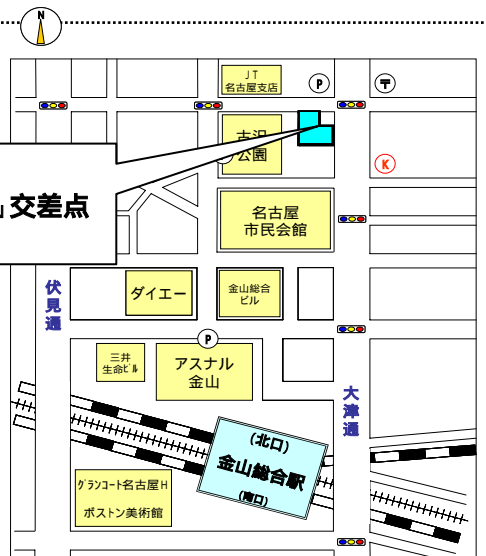 N
JT
名古屋支店
P
〒
古沢
公園
K
」交差点
名古屋
市民会館
伏見通
ダイエー
金山総合
ビル
P
三井
生命ビル
アスナル
金山
大津通
(北口)
金山総合駅
(南口)
グランコート名古屋H
ボストン美術館